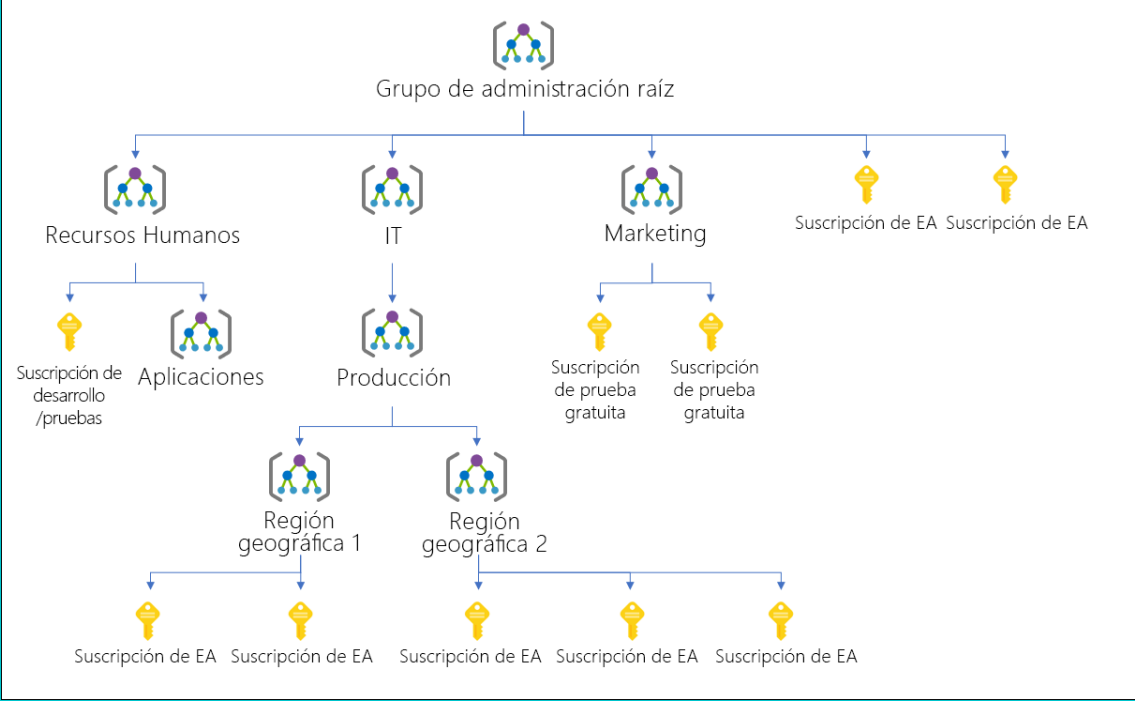 Grupo de administración raíz
Recursos Humanos
IT
Marketing
Suscripción de EA
Suscripción de EA
Suscripción de
desarrollo
/pruebas
Aplicaciones
Producción
Suscripción
de prueba
gratuita
Suscripción
de prueba
gratuita
Región
geográfica 1
Región
geográfica 2
Suscripción de EA
Suscripción de EA
Suscripción de EA
Suscripción de EA
Suscripción de EA